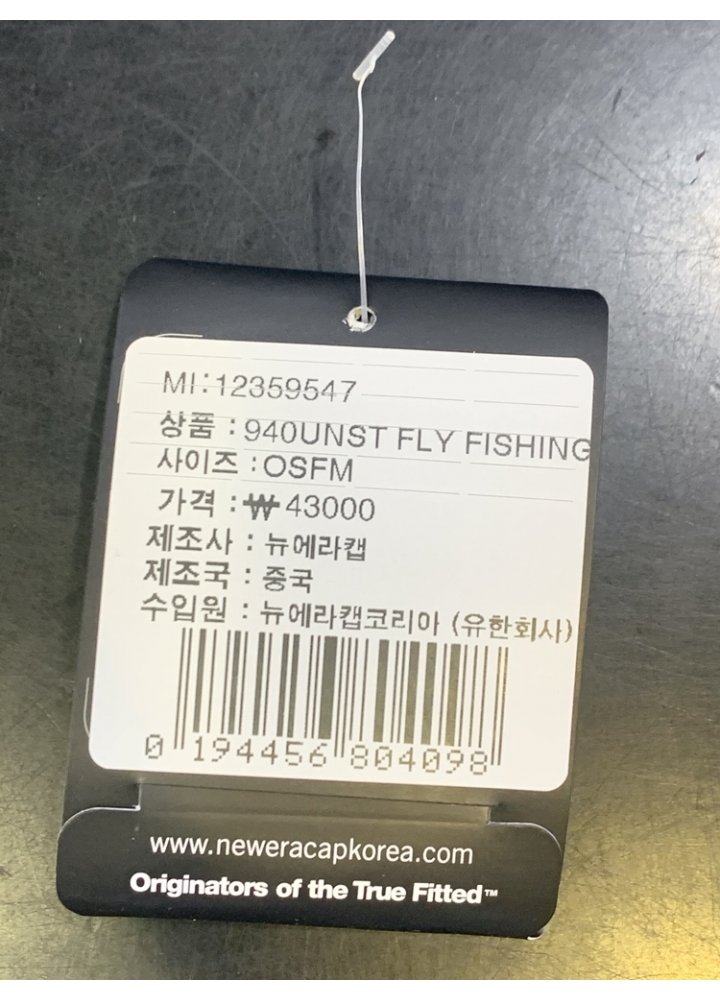 MI:12359547
상품 : 940UNST FLY FISHING
사이즈 : OSFM
가격 : ₩ 43000
제조사 : 뉴에라캡
제조국 : 중국
수입원 : 뉴에라캡코리아 (유한회사)
0 194456 804098
www.neweracapkorea.com
Originators of the True Fitted™